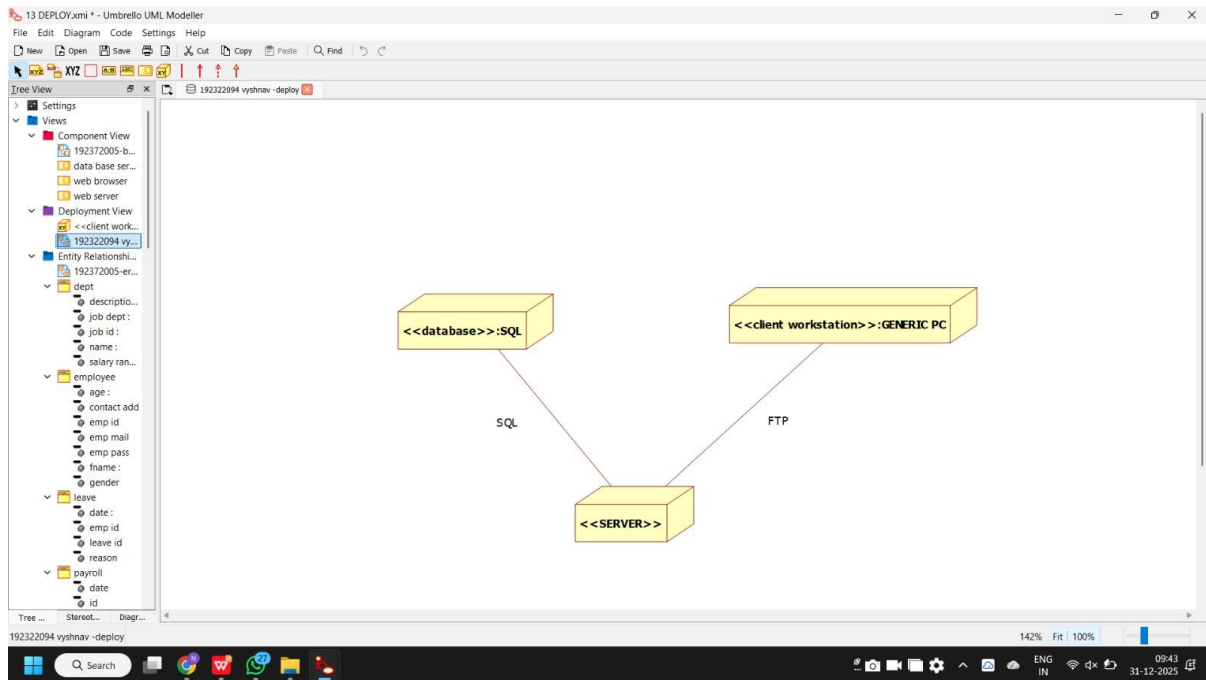 13 DEPLOY.xmi * - Umbrello UML Modeller
File Edit Diagram Code Settings Help
New Open Save Cut Copy Paste Find
XYZ XYZ A:B ABC XY
Tree View
192322094 vyshnav -deploy
Settings
Views
Component View
192372005-b...
data base ser...
web browser
web server
Deployment View
<<client work...
192322094 vy...
Entity Relationshi...
192372005-er...
dept
descriptio...
job dept :
job id :
name :
salary ran...
employee
age :
contact add
emp id
emp mail
emp pass
fname :
gender
leave
date :
emp id
leave id
reason
payroll
date
id
Tree ... Stereot... Diagr...
<<database>>:SQL
<<client workstation>>:GENERIC PC
SQL
FTP
<<SERVER>>
192322094 vyshnav -deploy
142% Fit 100%
Search
27
ENG
IN
09:43
31-12-2025